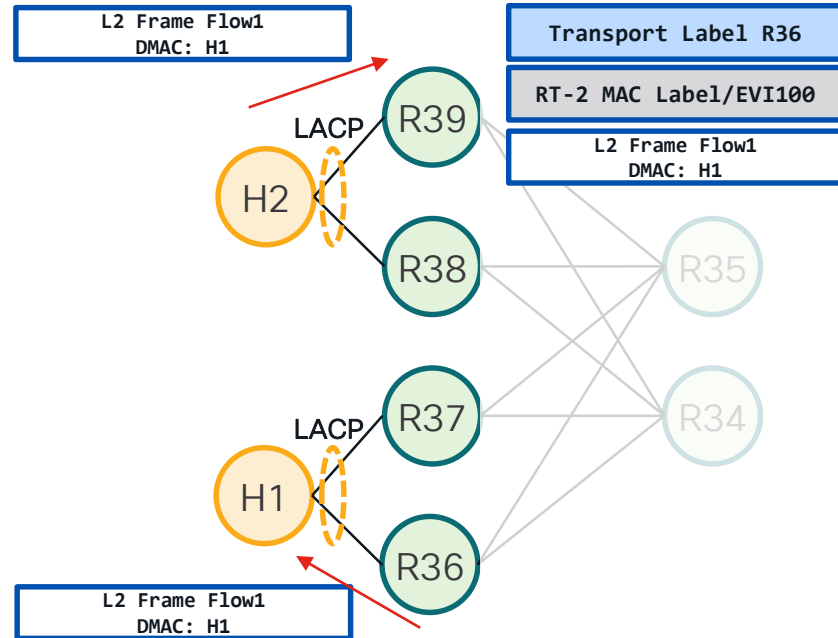 L2 Frame Flow1
DMAC: H1
Transport Label R36
RT-2 MAC Label/EVI100
L2 Frame Flow1
DMAC: H1
LACP
R39
H2
R38
R35
R37
R34
LACP
H1
R36
L2 Frame Flow1
DMAC: H1